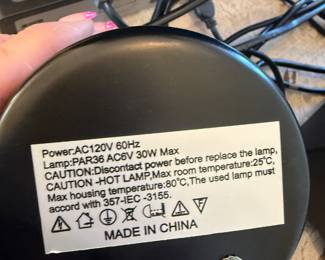 Power:AC120V 60Hz
Lamp:PAR36 AC6V 30W Max
CAUTION:Discontact power before replace the lamp,
CAUTION -HOT LAMP,Max room temperature:25°C,
Max housing temperature:80°C,The used lamp must
accord with 357-IEC -3155.
MADE IN CHINA